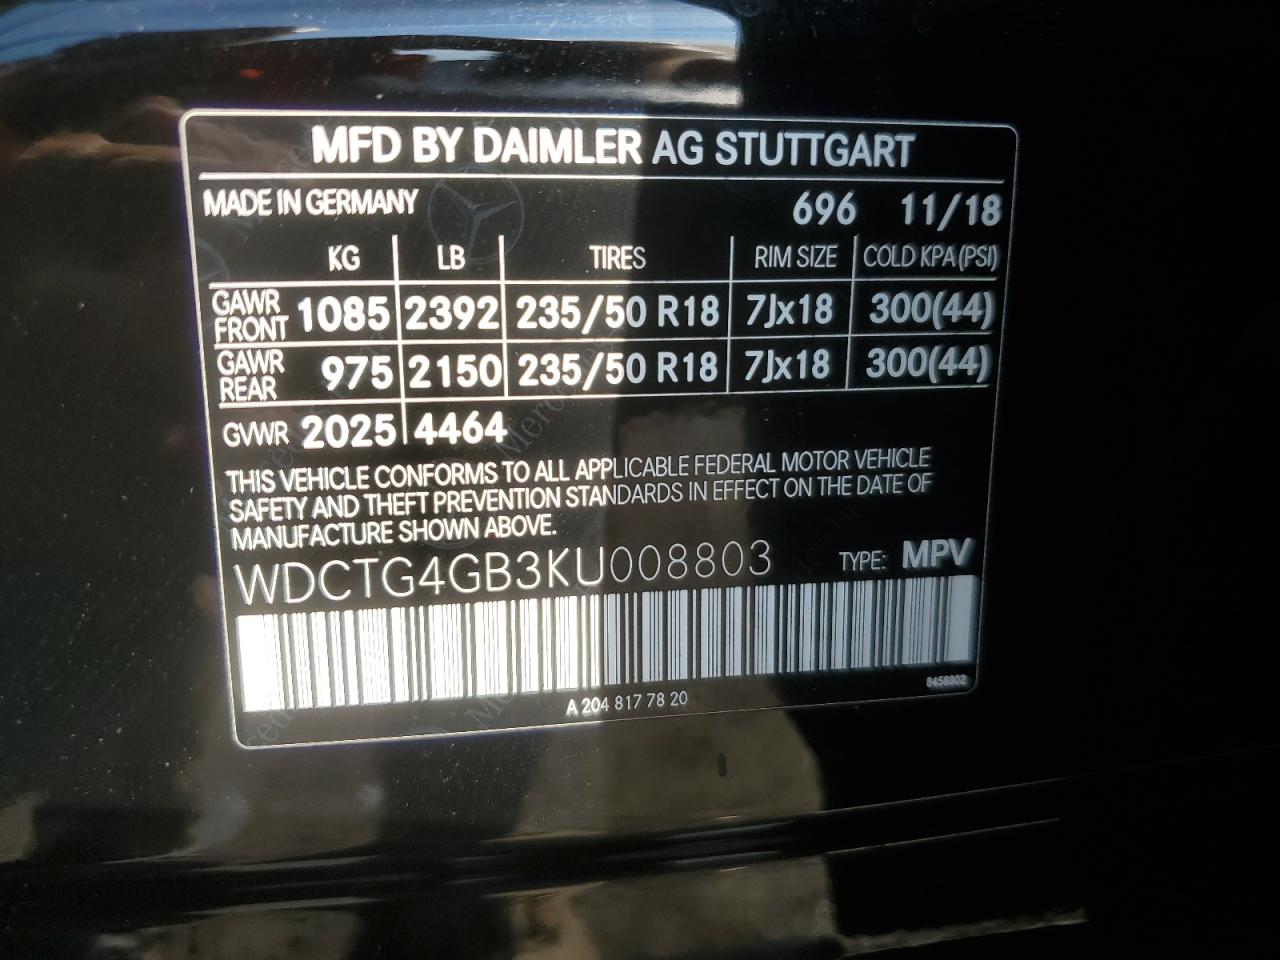 MFD BY DAIMLER AG STUTTGART
MADE IN GERMANY 696 11/18
KG LB TIRES RIM SIZE COLD KPA (PSI)
GAWR FRONT 1085 2392 235/50 R18 7Jx18 300(44)
GAWR REAR 975 2150 235/50 R18 7Jx18 300(44)
GVWR 2025 4464
THIS VEHICLE CONFORMS TO ALL APPLICABLE FEDERAL MOTOR VEHICLE
SAFETY AND THEFT PREVENTION STANDARDS IN EFFECT ON THE DATE OF
MANUFACTURE SHOWN ABOVE.
WDCTG4GB3KU008803 TYPE: MPV
8458802
A 204 817 78 20